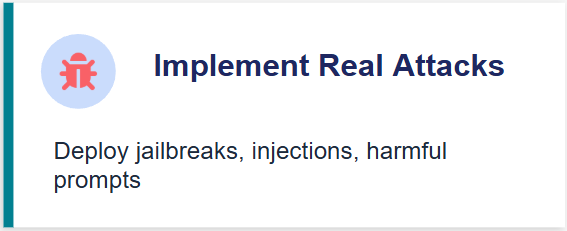 Implement Real Attacks
Deploy jailbreaks, injections, harmful
prompts